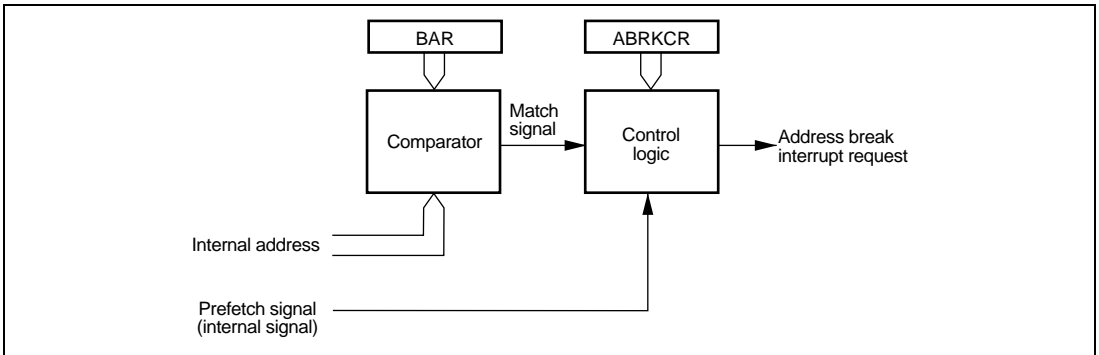 BAR
ABRKCR
Comparator
Match
signal
Control
logic
Address break
interrupt request
Internal address
Prefetch signal
(internal signal)